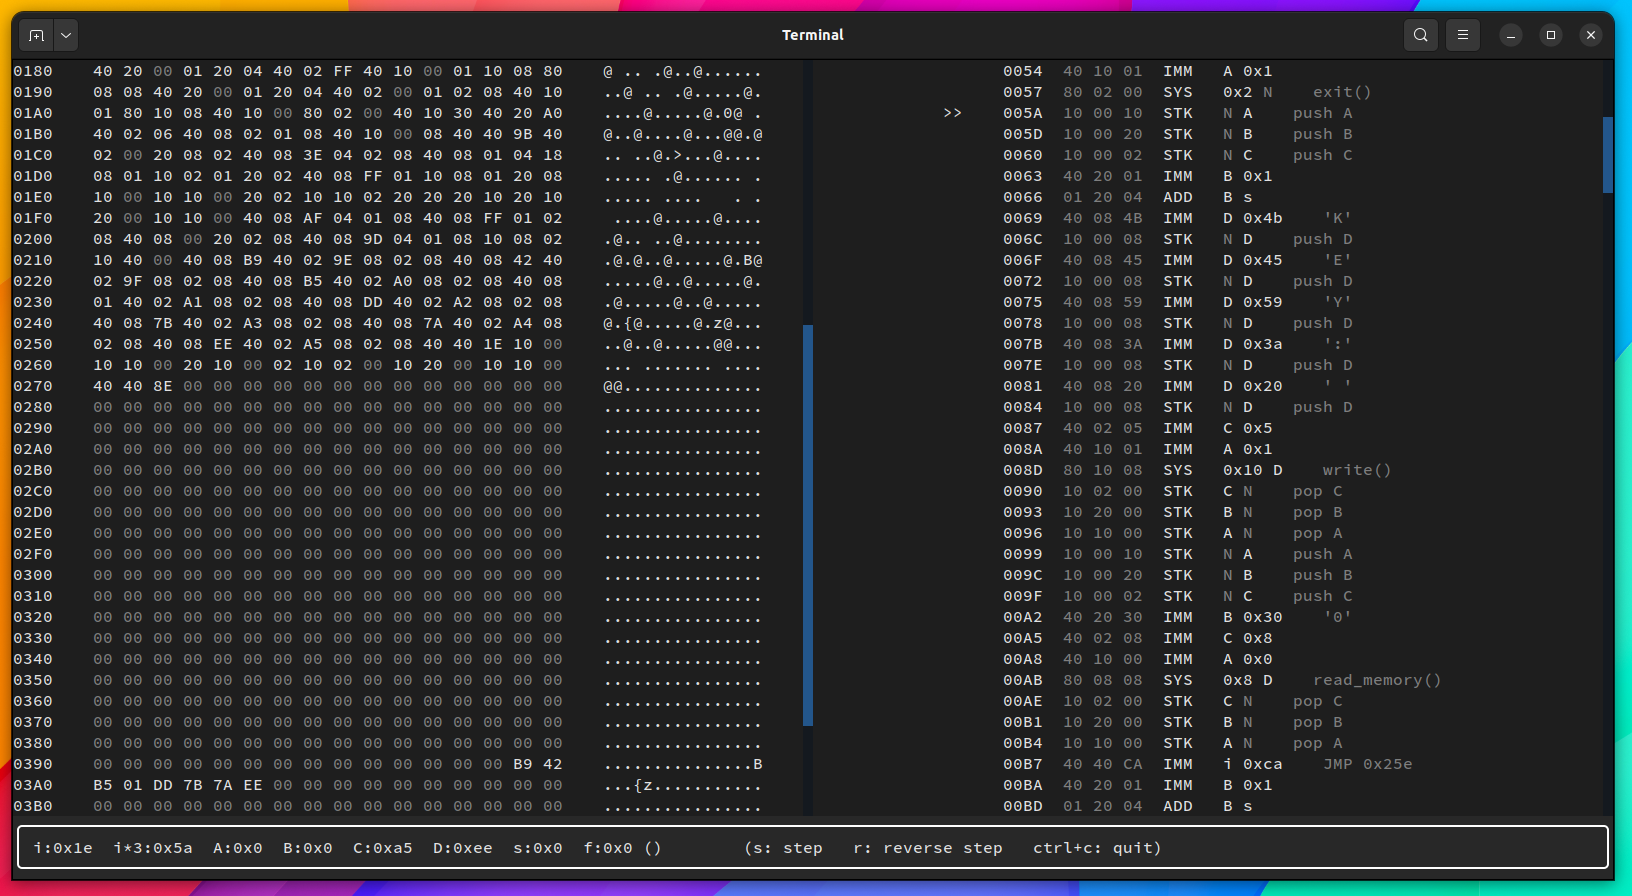 Terminal
0180 40 20 00 01 20 04 40 02 FF 40 10 00 01 10 08 80 @ .. .@..@...... 0054 40 10 01 IMM A 0x1
0190 08 08 40 20 00 01 20 04 40 02 00 01 02 08 40 10 ..@ .. .@.....@. 0057 80 02 00 SYS 0x2 N exit()
01A0 01 80 10 08 40 10 00 80 02 00 40 10 30 40 20 A0 ....@.....@.0@ . >> 005A 10 00 10 STK N A push A
01B0 40 02 06 40 08 02 01 08 40 10 00 08 40 40 9B 40 @..@....@...@@.@ 005D 10 00 20 STK N B push B
01C0 02 00 20 08 02 40 08 3E 04 02 08 40 08 01 04 18 .. ..@.>...@.... 0060 10 00 02 STK N C push C
01D0 08 01 10 02 01 20 02 40 08 FF 01 10 08 01 20 08 ..... .@...... . 0063 40 20 01 IMM B 0x1
01E0 10 00 10 10 00 20 02 10 10 02 20 20 20 10 20 10 ..... ....   . . 0066 01 20 04 ADD B s
01F0 20 00 10 10 00 40 08 AF 04 01 08 40 08 FF 01 02 ....@.....@.... 0069 40 08 4B IMM D 0x4b 'K'
0200 08 40 08 00 20 02 08 40 08 9D 04 01 08 10 08 02 .@.. ..@........ 006C 10 00 08 STK N D push D
0210 10 40 00 40 08 B9 40 02 9E 08 02 08 40 08 42 40 .@.@..@.....@.B@ 006F 40 08 45 IMM D 0x45 'E'
0220 02 9F 08 02 08 40 08 B5 40 02 A0 08 02 08 40 08 .....@..@.....@. 0072 10 00 08 STK N D push D
0230 01 40 02 A1 08 02 08 40 08 DD 40 02 A2 08 02 08 .@.....@..@..... 0075 40 08 59 IMM D 0x59 'Y'
0240 40 08 7B 40 02 A3 08 02 08 40 08 7A 40 02 A4 08 @.{@.....@.z@... 0078 10 00 08 STK N D push D
0250 02 08 40 08 EE 40 02 A5 08 02 08 40 40 1E 10 00 ..@..@.....@@... 007B 40 08 3A IMM D 0x3a ':'
0260 10 10 00 20 10 00 02 10 02 00 10 20 00 10 10 00 ... ....... .... 007E 10 00 08 STK N D push D
0270 40 40 8E 00 00 00 00 00 00 00 00 00 00 00 00 00 @@.............. 0081 40 08 20 IMM D 0x20 ' '
0280 00 00 00 00 00 00 00 00 00 00 00 00 00 00 00 00 ................ 0084 10 00 08 STK N D push D
0290 00 00 00 00 00 00 00 00 00 00 00 00 00 00 00 00 ................ 0087 40 02 05 IMM C 0x5
02A0 00 00 00 00 00 00 00 00 00 00 00 00 00 00 00 00 ................ 008A 40 10 01 IMM A 0x1
02B0 00 00 00 00 00 00 00 00 00 00 00 00 00 00 00 00 ................ 008D 80 10 08 SYS 0x10 D write()
02C0 00 00 00 00 00 00 00 00 00 00 00 00 00 00 00 00 ................ 0090 10 02 00 STK C N pop C
02D0 00 00 00 00 00 00 00 00 00 00 00 00 00 00 00 00 ................ 0093 10 20 00 STK B N pop B
02E0 00 00 00 00 00 00 00 00 00 00 00 00 00 00 00 00 ................ 0096 10 10 00 STK A N pop A
02F0 00 00 00 00 00 00 00 00 00 00 00 00 00 00 00 00 ................ 0099 10 00 10 STK N A push A
0300 00 00 00 00 00 00 00 00 00 00 00 00 00 00 00 00 ................ 009C 10 00 20 STK N B push B
0310 00 00 00 00 00 00 00 00 00 00 00 00 00 00 00 00 ................ 009F 10 00 02 STK N C push C
0320 00 00 00 00 00 00 00 00 00 00 00 00 00 00 00 00 ................ 00A2 40 20 30 IMM B 0x30 '0'
0330 00 00 00 00 00 00 00 00 00 00 00 00 00 00 00 00 ................ 00A5 40 02 08 IMM C 0x8
0340 00 00 00 00 00 00 00 00 00 00 00 00 00 00 00 00 ................ 00A8 40 10 00 IMM A 0x0
0350 00 00 00 00 00 00 00 00 00 00 00 00 00 00 00 00 ................ 00AB 80 08 08 SYS 0x8 D read_memory()
0360 00 00 00 00 00 00 00 00 00 00 00 00 00 00 00 00 ................ 00AE 10 02 00 STK C N pop C
0370 00 00 00 00 00 00 00 00 00 00 00 00 00 00 00 00 ................ 00B1 10 20 00 STK B N pop B
0380 00 00 00 00 00 00 00 00 00 00 00 00 00 00 00 00 ................ 00B4 10 10 00 STK A N pop A
0390 00 00 00 00 00 00 00 00 00 00 00 00 00 00 B9 42 ...............B 00B7 40 40 CA IMM i 0xca JMP 0x25e
03A0 B5 01 DD 7B 7A EE 00 00 00 00 00 00 00 00 00 00 ...{z........... 00BA 40 20 01 IMM B 0x1
03B0 00 00 00 00 00 00 00 00 00 00 00 00 00 00 00 00 ................ 00BD 01 20 04 ADD B s
i:0x1e i*3:0x5a A:0x0 B:0x0 C:0xa5 D:0xee s:0x0 f:0x0 () (s: step r: reverse step ctrl+c: quit)